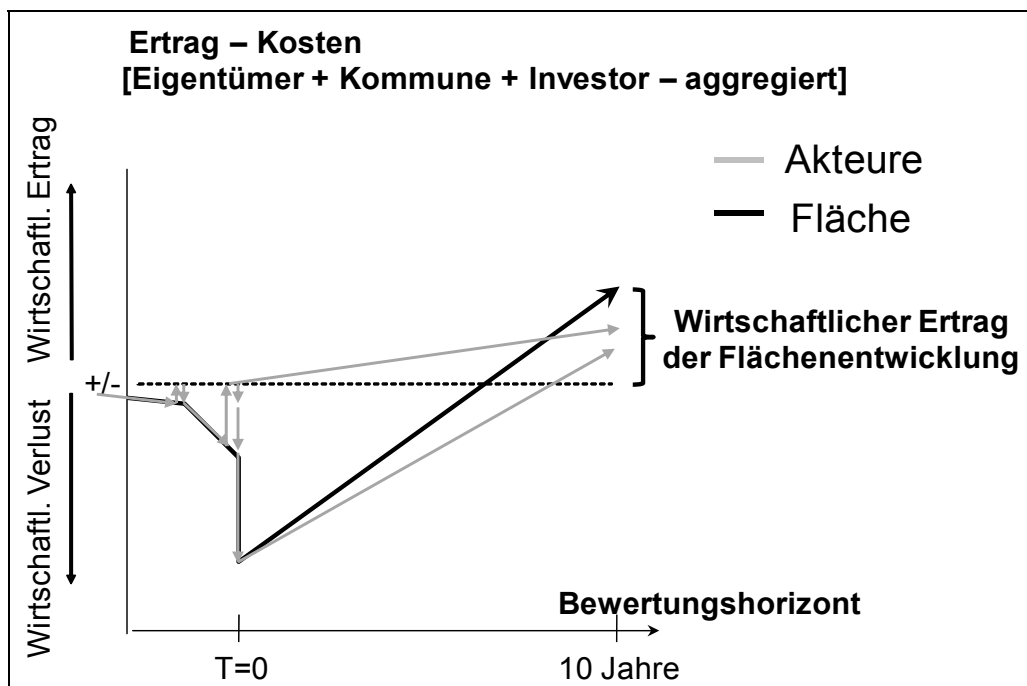 Ertrag – Kosten
[Eigentümer + Kommune + Investor – aggregiert]
Akteure
Fläche
Wirtschaftl. Ertrag
Wirtschaftlicher Ertrag
der Flächenentwicklung
+/-
Wirtschaftl. Verlust
Bewertungshorizont
T=0
10 Jahre